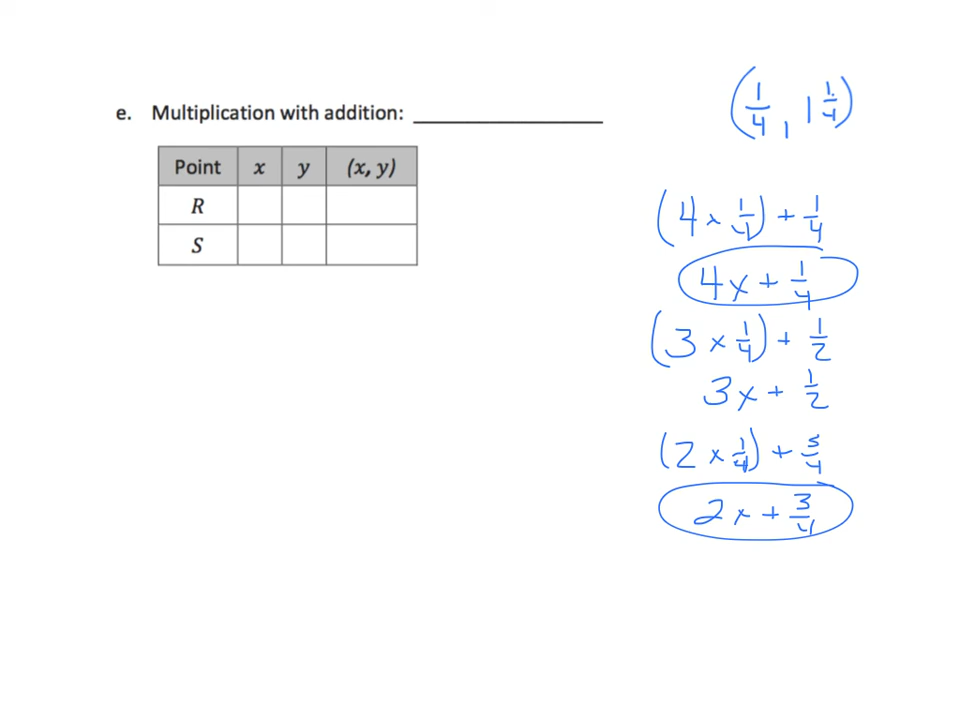 e. Multiplication with addition: ____________________
Point x y (x, y)
R
S
(1/4, 1 1/4)
(4 x 1/4) + 1/4
4x + 1/4
(3 x 1/4) + 1/2
3x + 1/2
(2 x 1/4) + 3/4
2x + 3/4